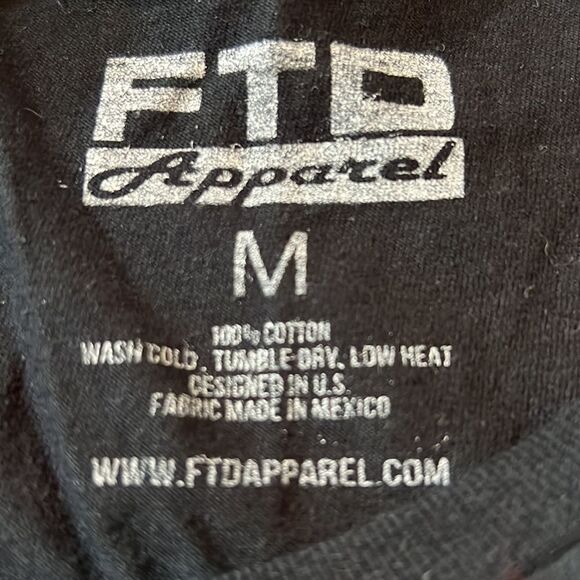 FTD
Apparel
M
100% COTTON
WASH COLD. TUMBLE DRY. LOW HEAT
DESIGNED IN U.S.
FABRIC MADE IN MEXICO
WWW.FTDAPPAREL.COM